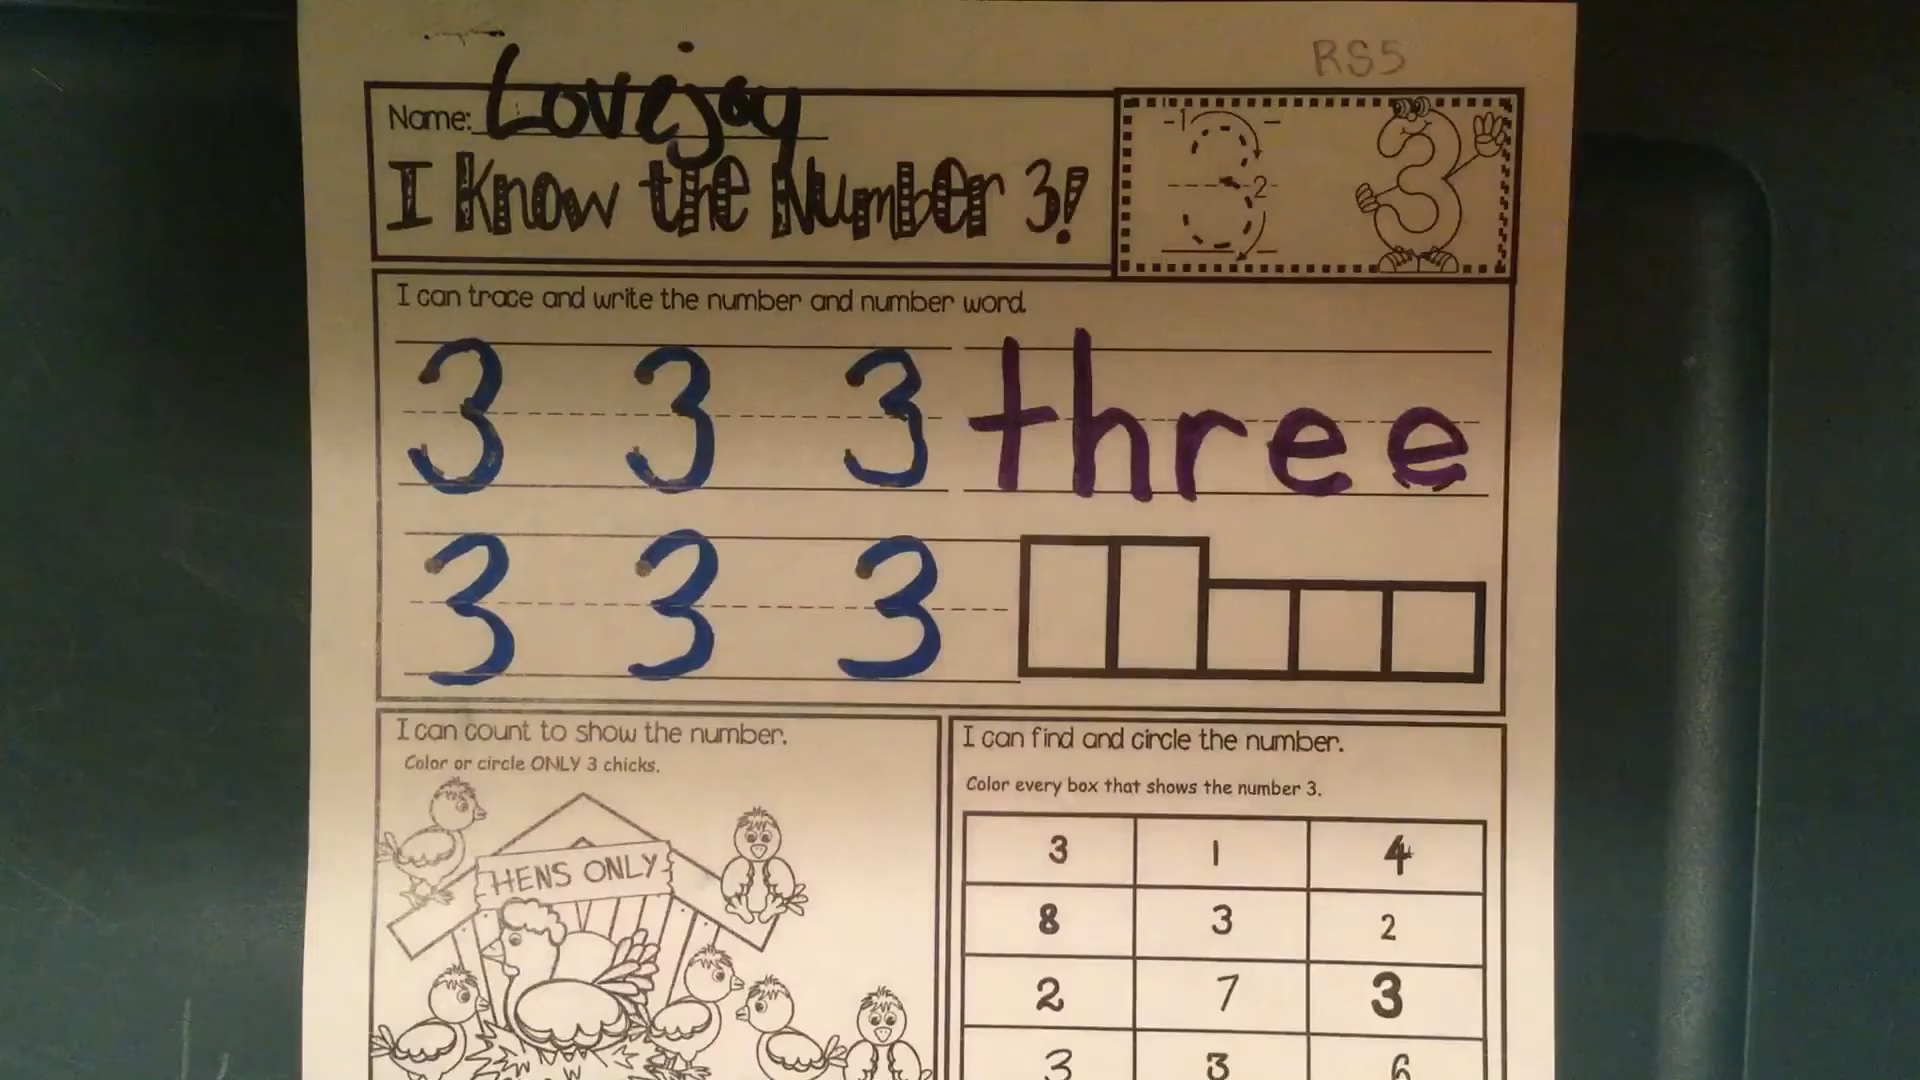 RS5
Name: Lovejoy
I Know the Number 3!
1
2
3
I can trace and write the number and number word.
3 3 3 three
3 3 3
I can count to show the number.
Color or circle ONLY 3 chicks.
HENS ONLY
I can find and circle the number.
Color every box that shows the number 3.
3 1 4
8 3 2
2 7 3
3 3 6